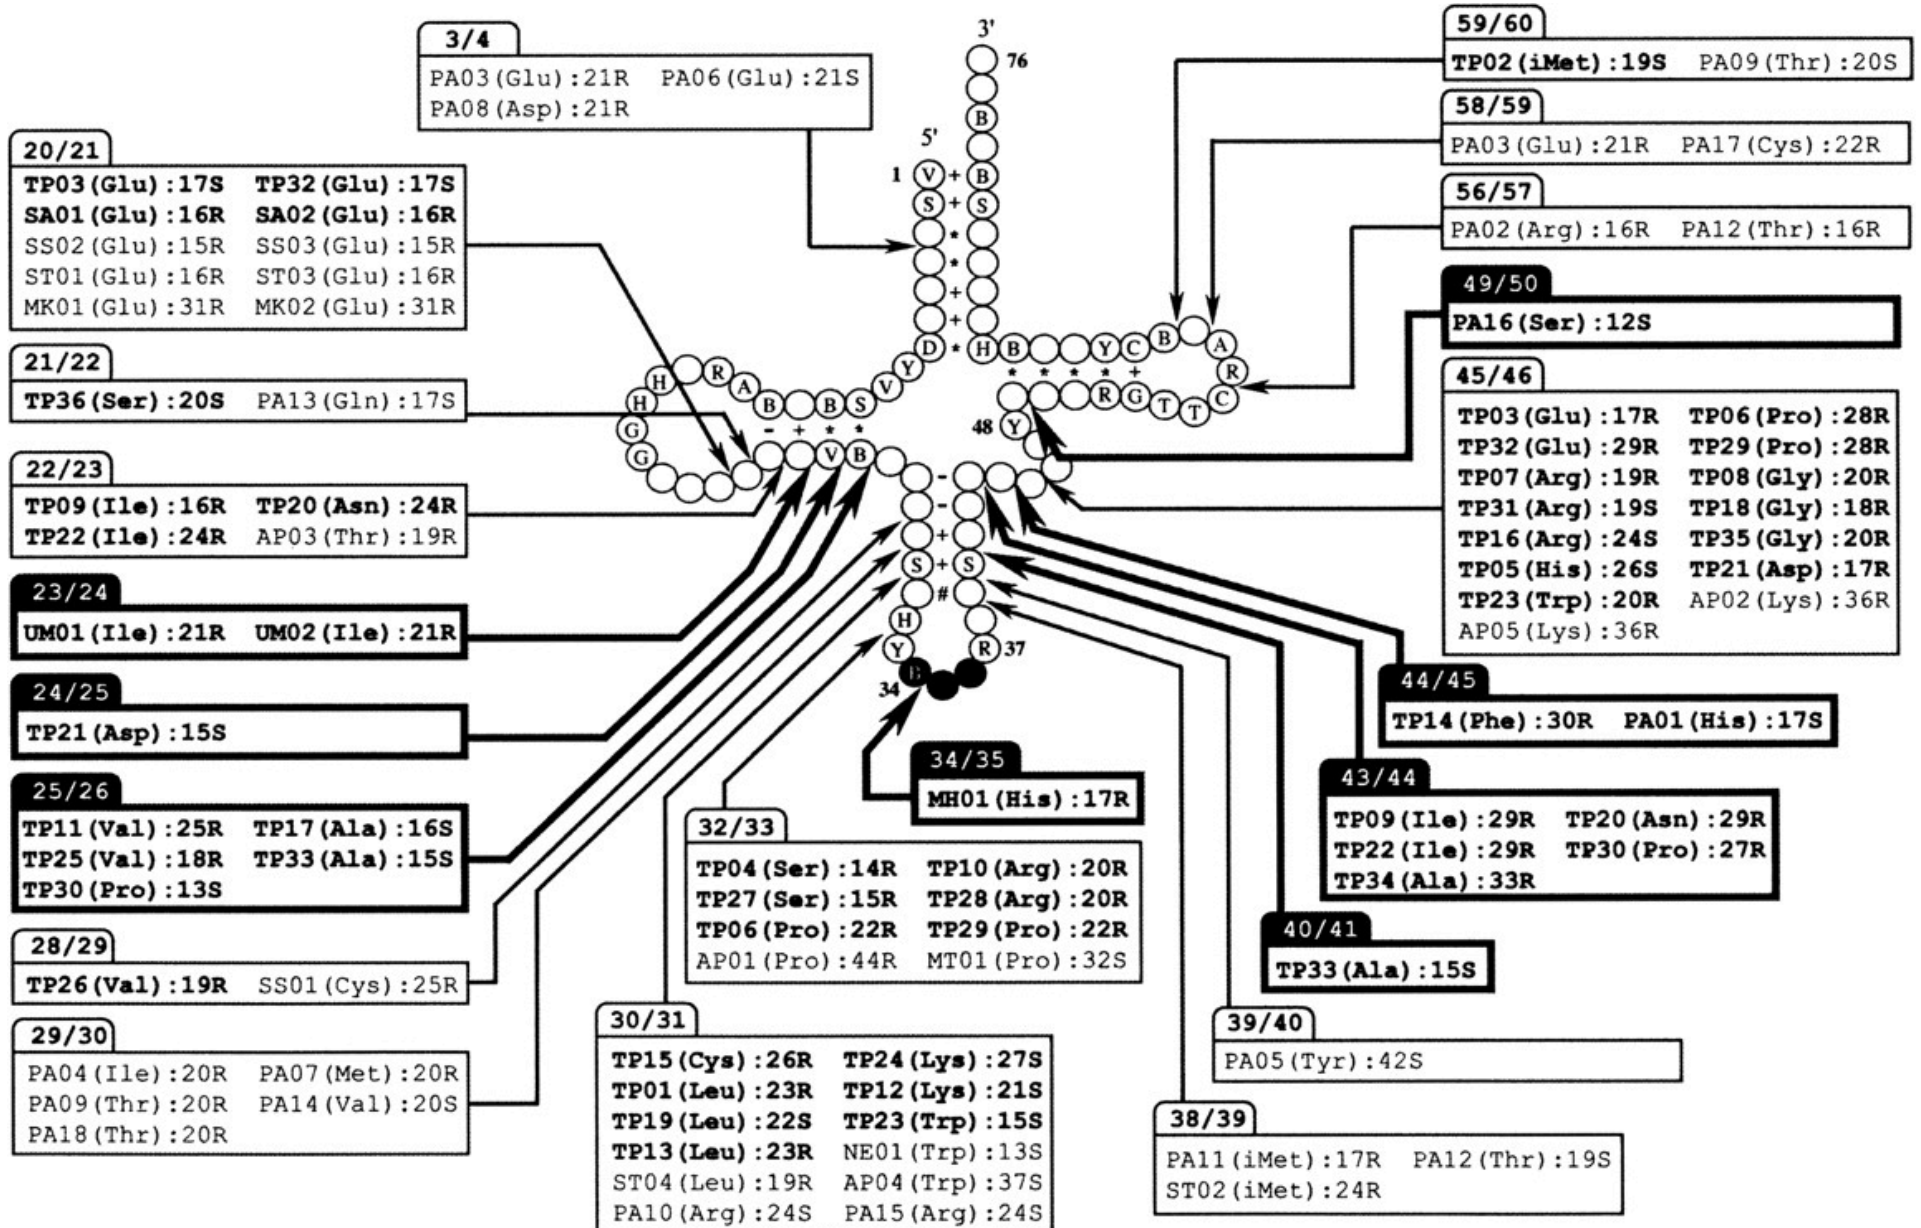 3/4
PA03(Glu):21R PA06(Glu):21S
PA08(Asp):21R
20/21
TP03(Glu):17S TP32(Glu):17S
SA01(Glu):16R SA02(Glu):16R
SS02(Glu):15R SS03(Glu):15R
ST01(Glu):16R ST03(Glu):16R
MK01(Glu):31R MK02(Glu):31R
21/22
TP36(Ser):20S PA13(Gln):17S
22/23
TP09(Ile):16R TP20(Asn):24R
TP22(Ile):24R AP03(Thr):19R
23/24
UM01(Ile):21R UM02(Ile):21R
24/25
TP21(Asp):15S
25/26
TP11(Val):25R TP17(Ala):16S
TP25(Val):18R TP33(Ala):15S
TP30(Pro):13S
28/29
TP26(Val):19R SS01(Cys):25R
29/30
PA04(Ile):20R PA07(Met):20R
PA09(Thr):20R PA14(Val):20S
PA18(Thr):20R
3'
76
B
5'
1 V + B
S + S
*
*
+
+
D * H B Y C B A
R
C
T
T
G
R
* * * * +
48 Y
Y
V
S
B
B
A
R
H
H
G
G
- + * *
V B
-
-
+
S + S
#
H
Y
34 B
R 37
30/31
TP15(Cys):26R TP24(Lys):27S
TP01(Leu):23R TP12(Lys):21S
TP19(Leu):22S TP23(Trp):15S
TP13(Leu):23R NE01(Trp):13S
ST04(Leu):19R AP04(Trp):37S
PA10(Arg):24S PA15(Arg):24S
32/33
TP04(Ser):14R TP10(Arg):20R
TP27(Ser):15R TP28(Arg):20R
TP06(Pro):22R TP29(Pro):22R
AP01(Pro):44R MT01(Pro):32S
34/35
MH01(His):17R
38/39
PA11(iMet):17R PA12(Thr):19S
ST02(iMet):24R
39/40
PA05(Tyr):42S
40/41
TP33(Ala):15S
43/44
TP09(Ile):29R TP20(Asn):29R
TP22(Ile):29R TP30(Pro):27R
TP34(Ala):33R
44/45
TP14(Phe):30R PA01(His):17S
45/46
TP03(Glu):17R TP06(Pro):28R
TP32(Glu):29R TP29(Pro):28R
TP07(Arg):19R TP08(Gly):20R
TP31(Arg):19S TP18(Gly):18R
TP16(Arg):24S TP35(Gly):20R
TP05(His):26S TP21(Asp):17R
TP23(Trp):20R AP02(Lys):36R
AP05(Lys):36R
49/50
PA16(Ser):12S
56/57
PA02(Arg):16R PA12(Thr):16R
58/59
PA03(Glu):21R PA17(Cys):22R
59/60
TP02(iMet):19S PA09(Thr):20S